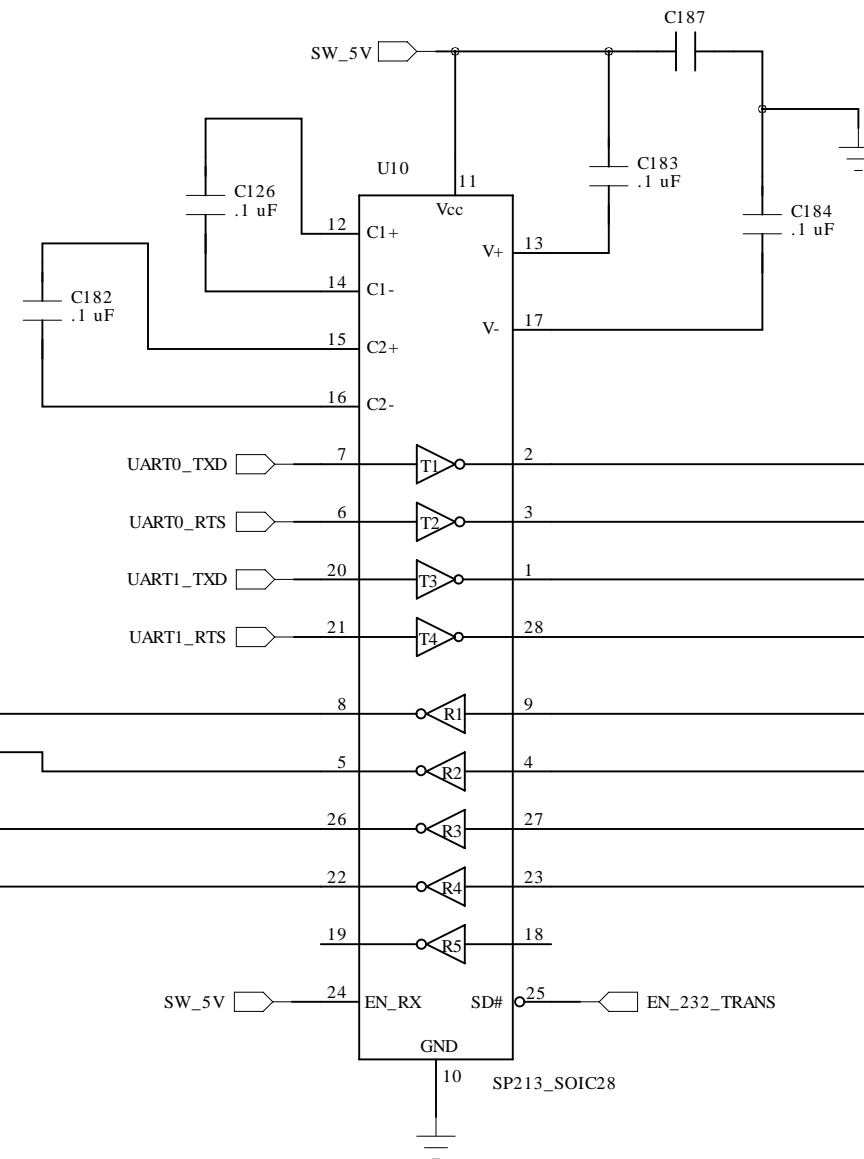 C187
SW_5V
C183
.1 uF
U10
11
C126
.1 uF
Vcc
C184
.1 uF
12 C1+
V+ 13
14 C1-
C182
.1 uF
V- 17
15 C2+
16 C2-
UART0_TXD 7 T1 2
UART0_RTS 6 T2 3
UART1_TXD 20 T3 1
UART1_RTS 21 T4 28
8 R1 9
5 R2 4
26 R3 27
22 R4 23
19 R5 18
SW_5V 24 EN_RX SD# 25 EN_232_TRANS
GND
10
SP213_SOIC28